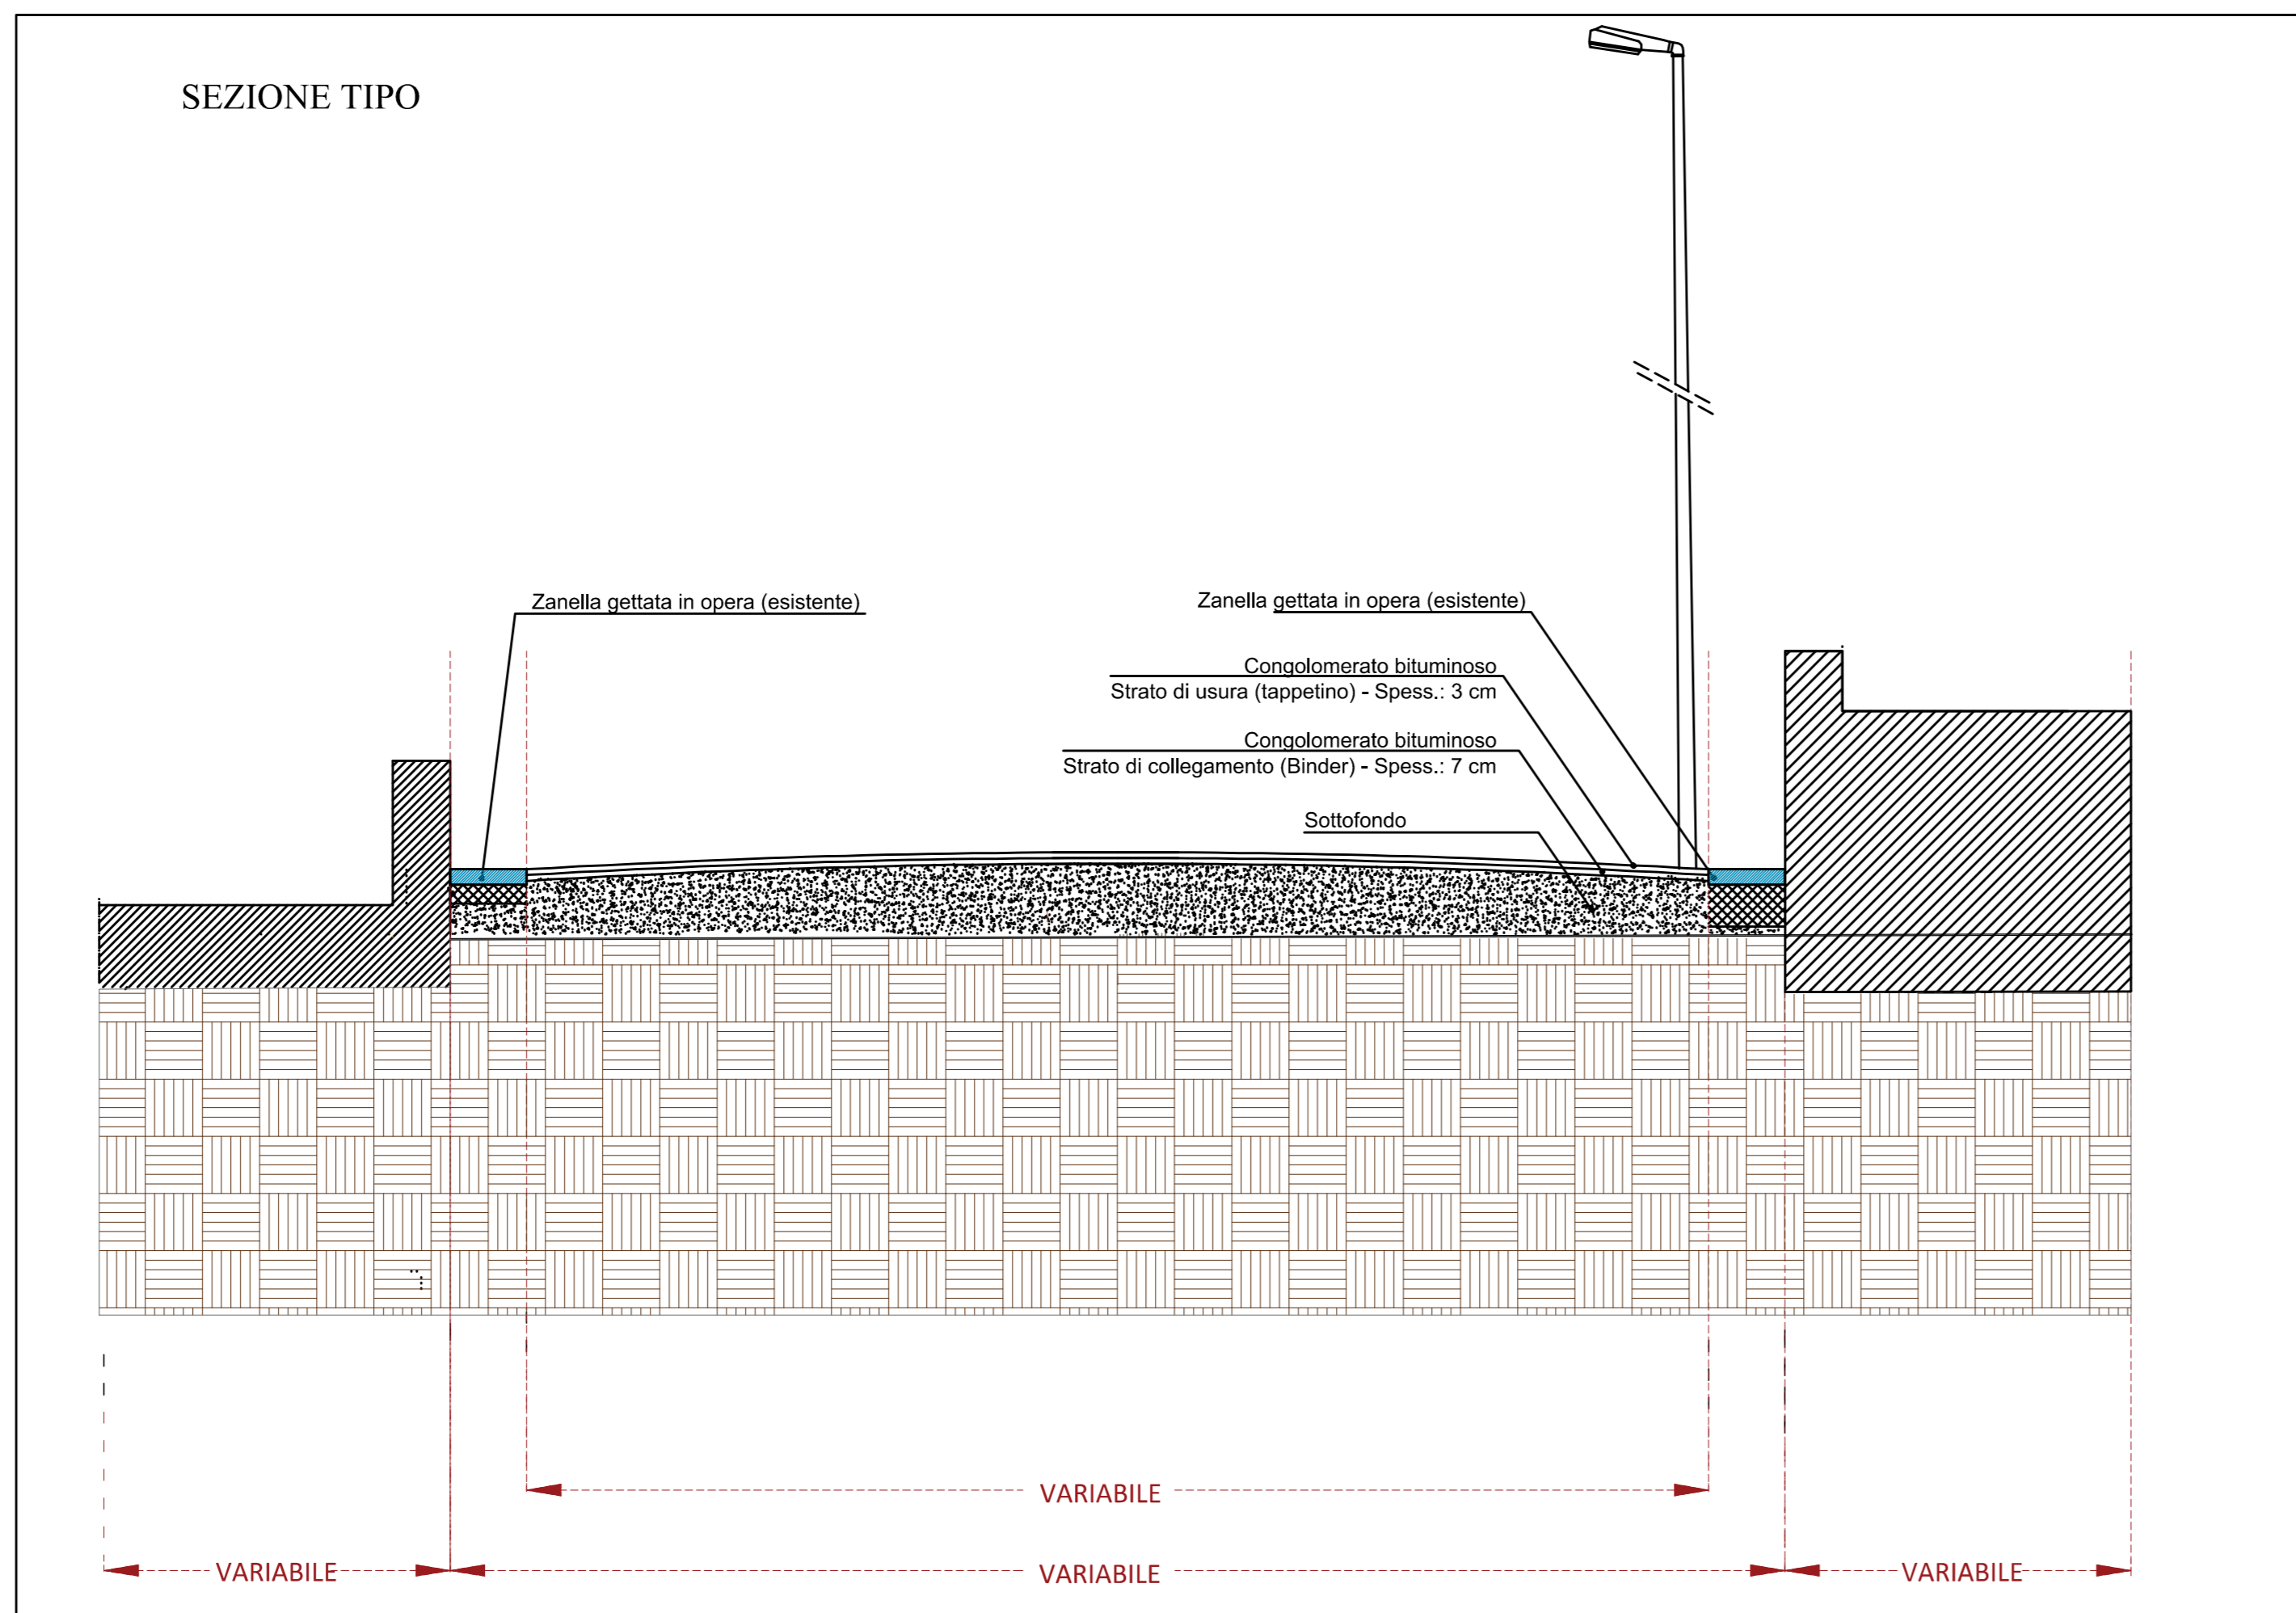 SEZIONE TIPO
Zanella gettata in opera (esistente)
Zanella gettata in opera (esistente)
Congolomerato bituminoso
Strato di usura (tappetino) - Spess.: 3 cm
Congolomerato bituminoso
Strato di collegamento (Binder) - Spess.: 7 cm
Sottofondo
VARIABILE
VARIABILE
VARIABILE
VARIABILE